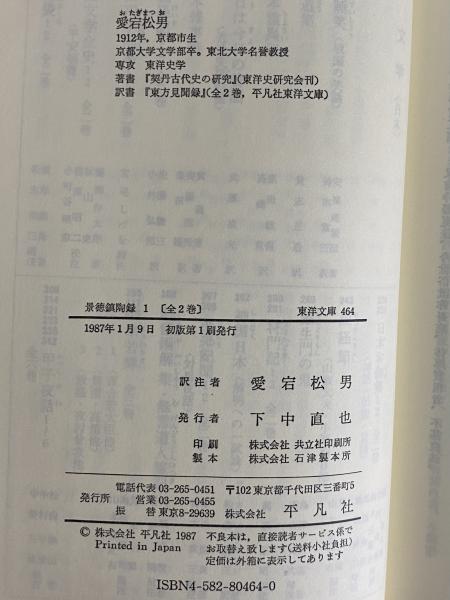 おたぎまつお
愛宕松男
1912年，京都市生
京都大学文学部卒。東北大学名誉教授
専攻 東洋史学
著書 『契丹古代史の研究』(東洋史研究会刊)
訳書 『東方見聞録』(全2巻，平凡社東洋文庫)
景徳鎮陶録 1 〔全2巻〕 東洋文庫 464
1987年1月9日 初版第1刷発行
訳注者 愛宕松男
発行者 下中直也
印刷 株式会社 共立社印刷所
製本 株式会社 石津製本所
電話代表 03-265-0451 〒102 東京都千代田区三番町5
発行所 営業 03-265-0455
振替 東京8-29639 株式会社 平凡社
© 株式会社 平凡社 1987 不良本は，直接読者サービス係で
Printed in Japan お取替え致します(送料小社負担)
定価は外箱に表示してあります
ISBN4-582-80464-0